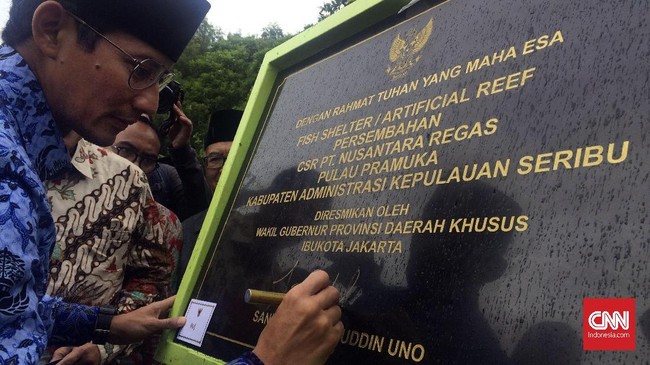 DENGAN RAHMAT TUHAN YANG MAHA ESA
FISH SHELTER / ARTIFICIAL REEF
PERSEMBAHAN
CSR PT. NUSANTARA REGAS
PULAU PRAMUKA
KABUPATEN ADMINISTRASI KEPULAUAN SERIBU
DIRESMIKAN OLEH
WAKIL GUBERNUR PROVINSI DAERAH KHUSUS
IBUKOTA JAKARTA
UNO
CNN
Indonesia.com